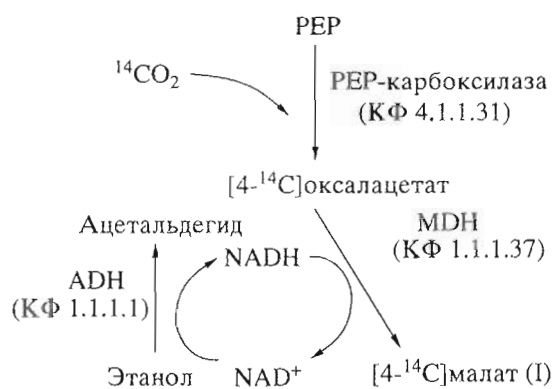 PEP
¹⁴CO₂
PEP-карбоксилаза
(КФ 4.1.1.31)
[4-¹⁴C]оксалацетат
Ацетальдегид
MDH
(КФ 1.1.1.37)
NADH
ADH
(КФ 1.1.1.1)
Этанол NAD⁺ [4-¹⁴C]малат (I)